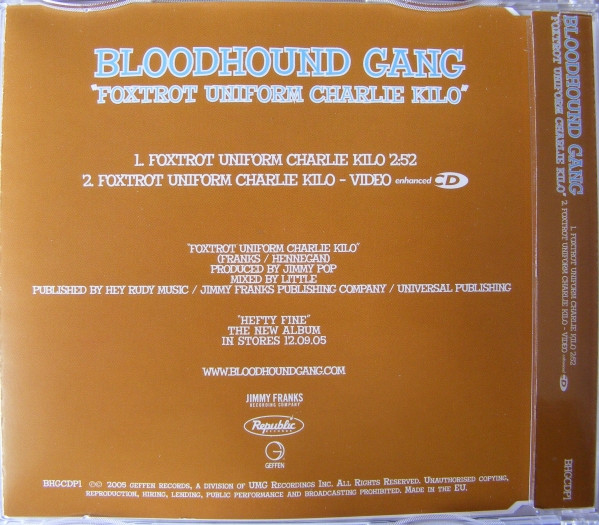 BLOODHOUND GANG
"FOXTROT UNIFORM CHARLIE KILO"
1. FOXTROT UNIFORM CHARLIE KILO 2:52
2. FOXTROT UNIFORM CHARLIE KILO - VIDEO enhanced CD
"FOXTROT UNIFORM CHARLIE KILO"
(FRANKS / HENNEGAN)
PRODUCED BY JIMMY POP
MIXED BY LITTLE
PUBLISHED BY HEY RUDY MUSIC / JIMMY FRANKS PUBLISHING COMPANY / UNIVERSAL PUBLISHING
"HEFTY FINE"
THE NEW ALBUM
IN STORES 12.09.05
WWW.BLOODHOUNDGANG.COM
JIMMY FRANKS
RECORDING COMPANY
Republic
RECORDS
G
GEFFEN
BHGCDP1 ℗© 2005 GEFFEN RECORDS, A DIVISION OF UMG RECORDINGS INC. ALL RIGHTS RESERVED. UNAUTHORISED COPYING,
REPRODUCTION, HIRING, LENDING, PUBLIC PERFORMANCE AND BROADCASTING PROHIBITED. MADE IN THE EU.
BLOODHOUND GANG
"FOXTROT UNIFORM CHARLIE KILO"
1. FOXTROT UNIFORM CHARLIE KILO 2:52
2. FOXTROT UNIFORM CHARLIE KILO - VIDEO enhanced CD
BHGCDP1